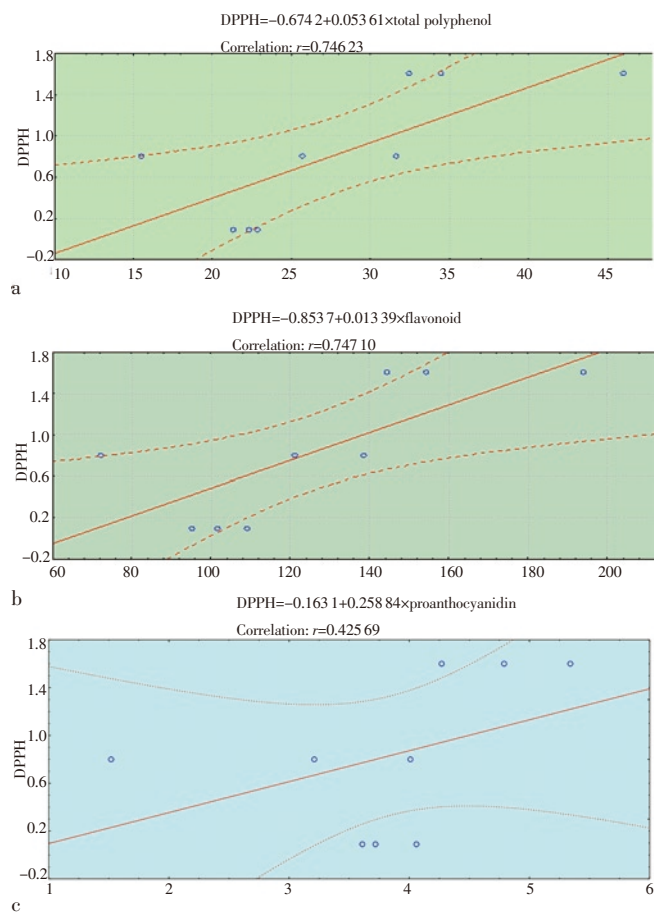 DPPH=−0.674 2+0.053 61×total polyphenol
Correlation: r=0.746 23
1.8
1.4
1.0
0.6
0.2
−0.2
DPPH
10 15 20 25 30 35 40 45
a
DPPH=−0.853 7+0.013 39×flavonoid
Correlation: r=0.747 10
1.8
1.4
1.0
0.6
0.2
−0.2
DPPH
60 80 100 120 140 160 180 200
b
DPPH=−0.163 1+0.258 84×proanthocyanidin
Correlation: r=0.425 69
1.8
1.4
1.0
0.6
0.2
−0.2
DPPH
1 2 3 4 5 6
c